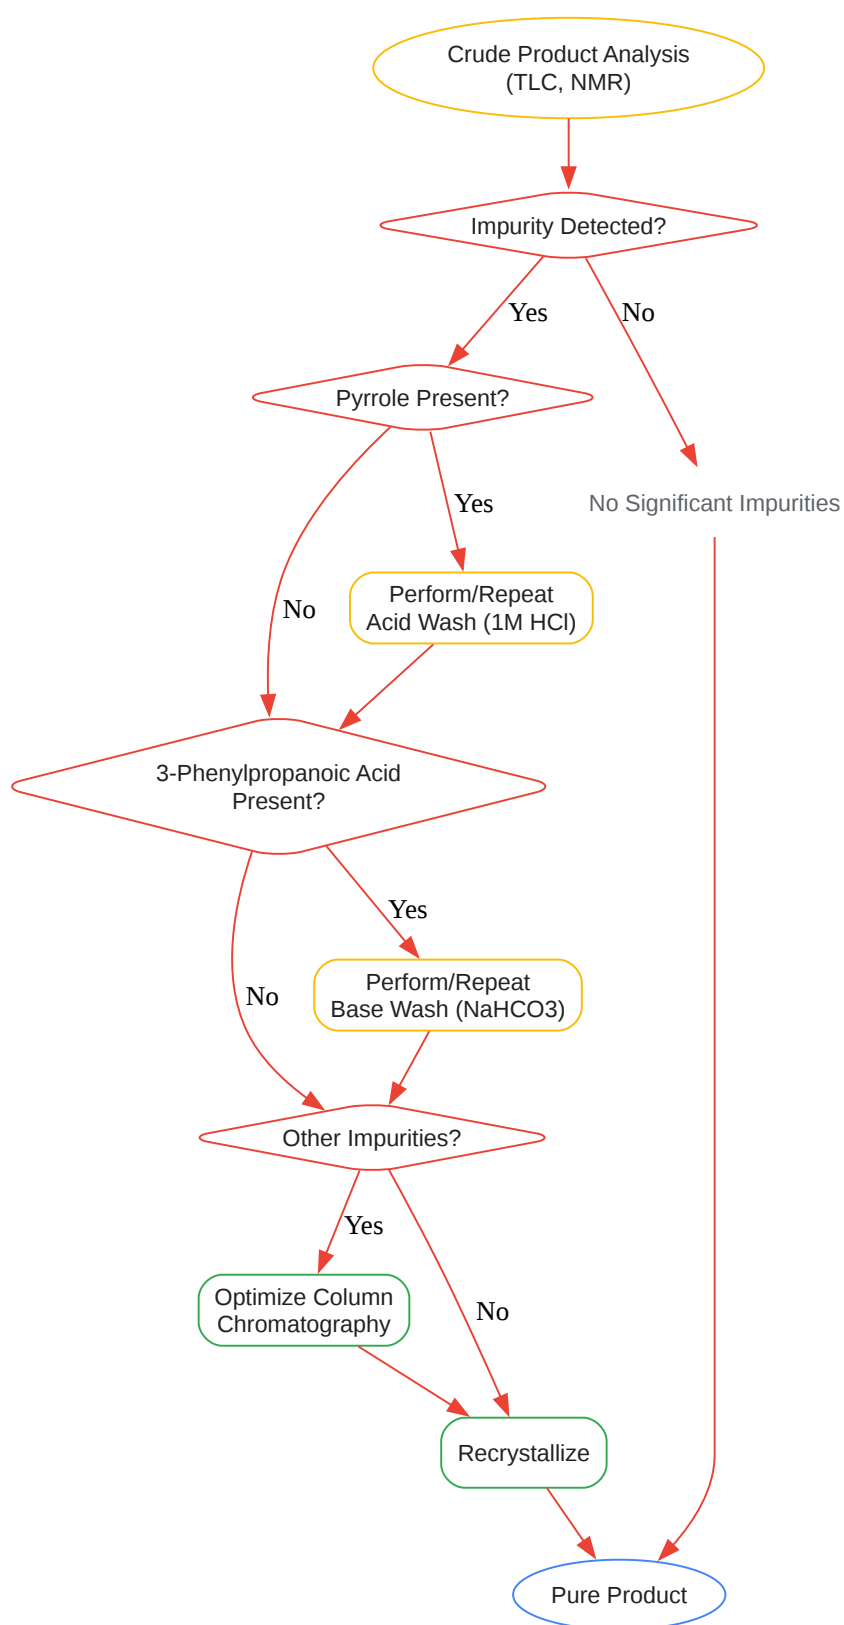 Crude Product Analysis
(TLC, NMR)
Impurity Detected?
Yes
No
Pyrrole Present?
Yes
No Significant Impurities
Perform/Repeat
Acid Wash (1M HCl)
No
3-Phenylpropanoic Acid
Present?
Yes
Perform/Repeat
Base Wash (NaHCO3)
No
Other Impurities?
Yes
Optimize Column
Chromatography
No
Recrystallize
Pure Product